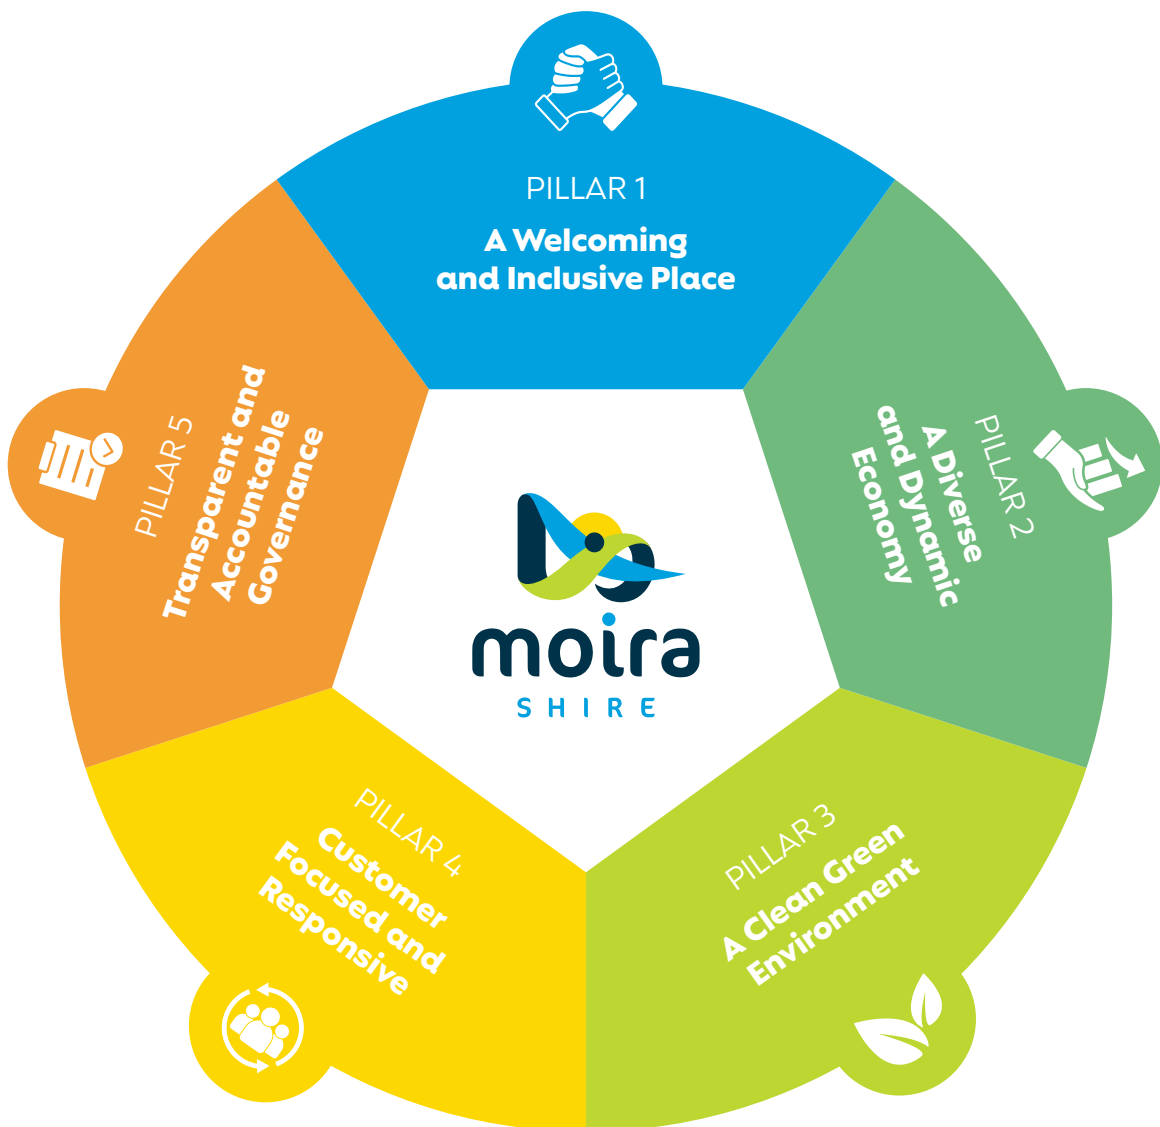 PILLAR 1
A Welcoming
and Inclusive Place
PILLAR 2
A Diverse
and Dynamic
Economy
PILLAR 3
A Clean Green
Environment
PILLAR 4
Customer
Focused and
Responsive
PILLAR 5
Transparent and
Accountable
Governance
moira
SHIRE